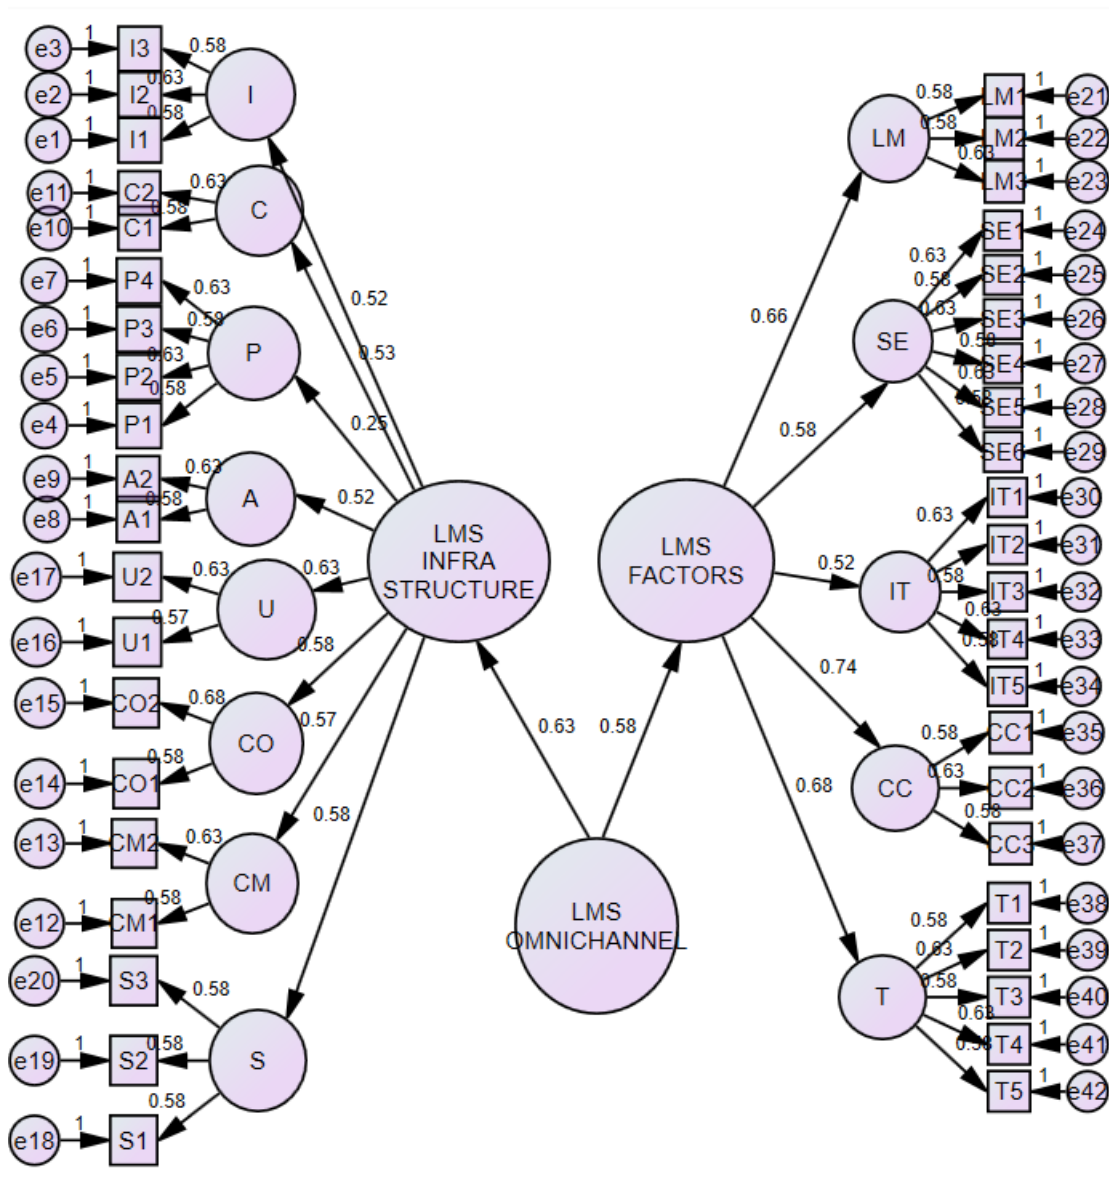 e3 1 I3 0.58
e2 1 I2 0.63 I
e1 1 I1 0.58
e11 1 C2 0.63
e10 1 C1 0.58 C
e7 1 P4 0.63
e6 1 P3 0.58
e5 1 P2 0.63 P
e4 1 P1 0.58
e9 1 A2 0.63
e8 1 A1 0.58 A
e17 1 U2 0.63
e16 1 U1 0.57 U
e15 1 CO2 0.68
e14 1 CO1 0.58 CO
e13 1 CM2 0.63
e12 1 CM1 0.58 CM
e20 1 S3 0.58
e19 1 S2 0.58 S
e18 1 S1 0.58
0.52
0.53
0.25
0.52
0.63
0.58
0.57
0.58
LMS
INFRA
STRUCTURE
LMS
FACTORS
0.63 0.58
LMS
OMNICHANNEL
0.66
0.58
0.52
0.74
0.68
0.58 LM1 1 e21
LM 0.58 LM2 1 e22
0.63 LM3 1 e23
0.63 SE1 1 e24
0.58 SE2 1 e25
SE 0.63 SE3 1 e26
0.58 SE4 1 e27
0.63 SE5 1 e28
0.58 SE6 1 e29
0.63 IT1 1 e30
IT2 1 e31
IT 0.58 IT3 1 e32
0.63 IT4 1 e33
0.58 IT5 1 e34
0.58 CC1 1 e35
CC 0.63 CC2 1 e36
0.58 CC3 1 e37
0.58 T1 1 e38
0.63 T2 1 e39
T 0.58 T3 1 e40
0.63 T4 1 e41
0.58 T5 1 e42